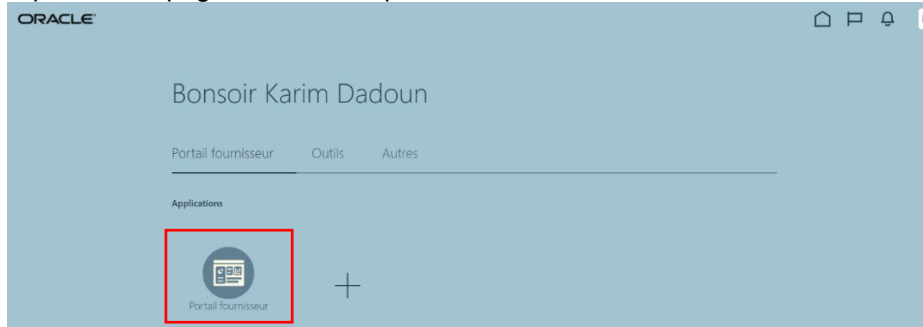 ORACLE
Bonsoir Karim Dadoun
Portail fournisseur Outils Autres
Applications
Portail fournisseur